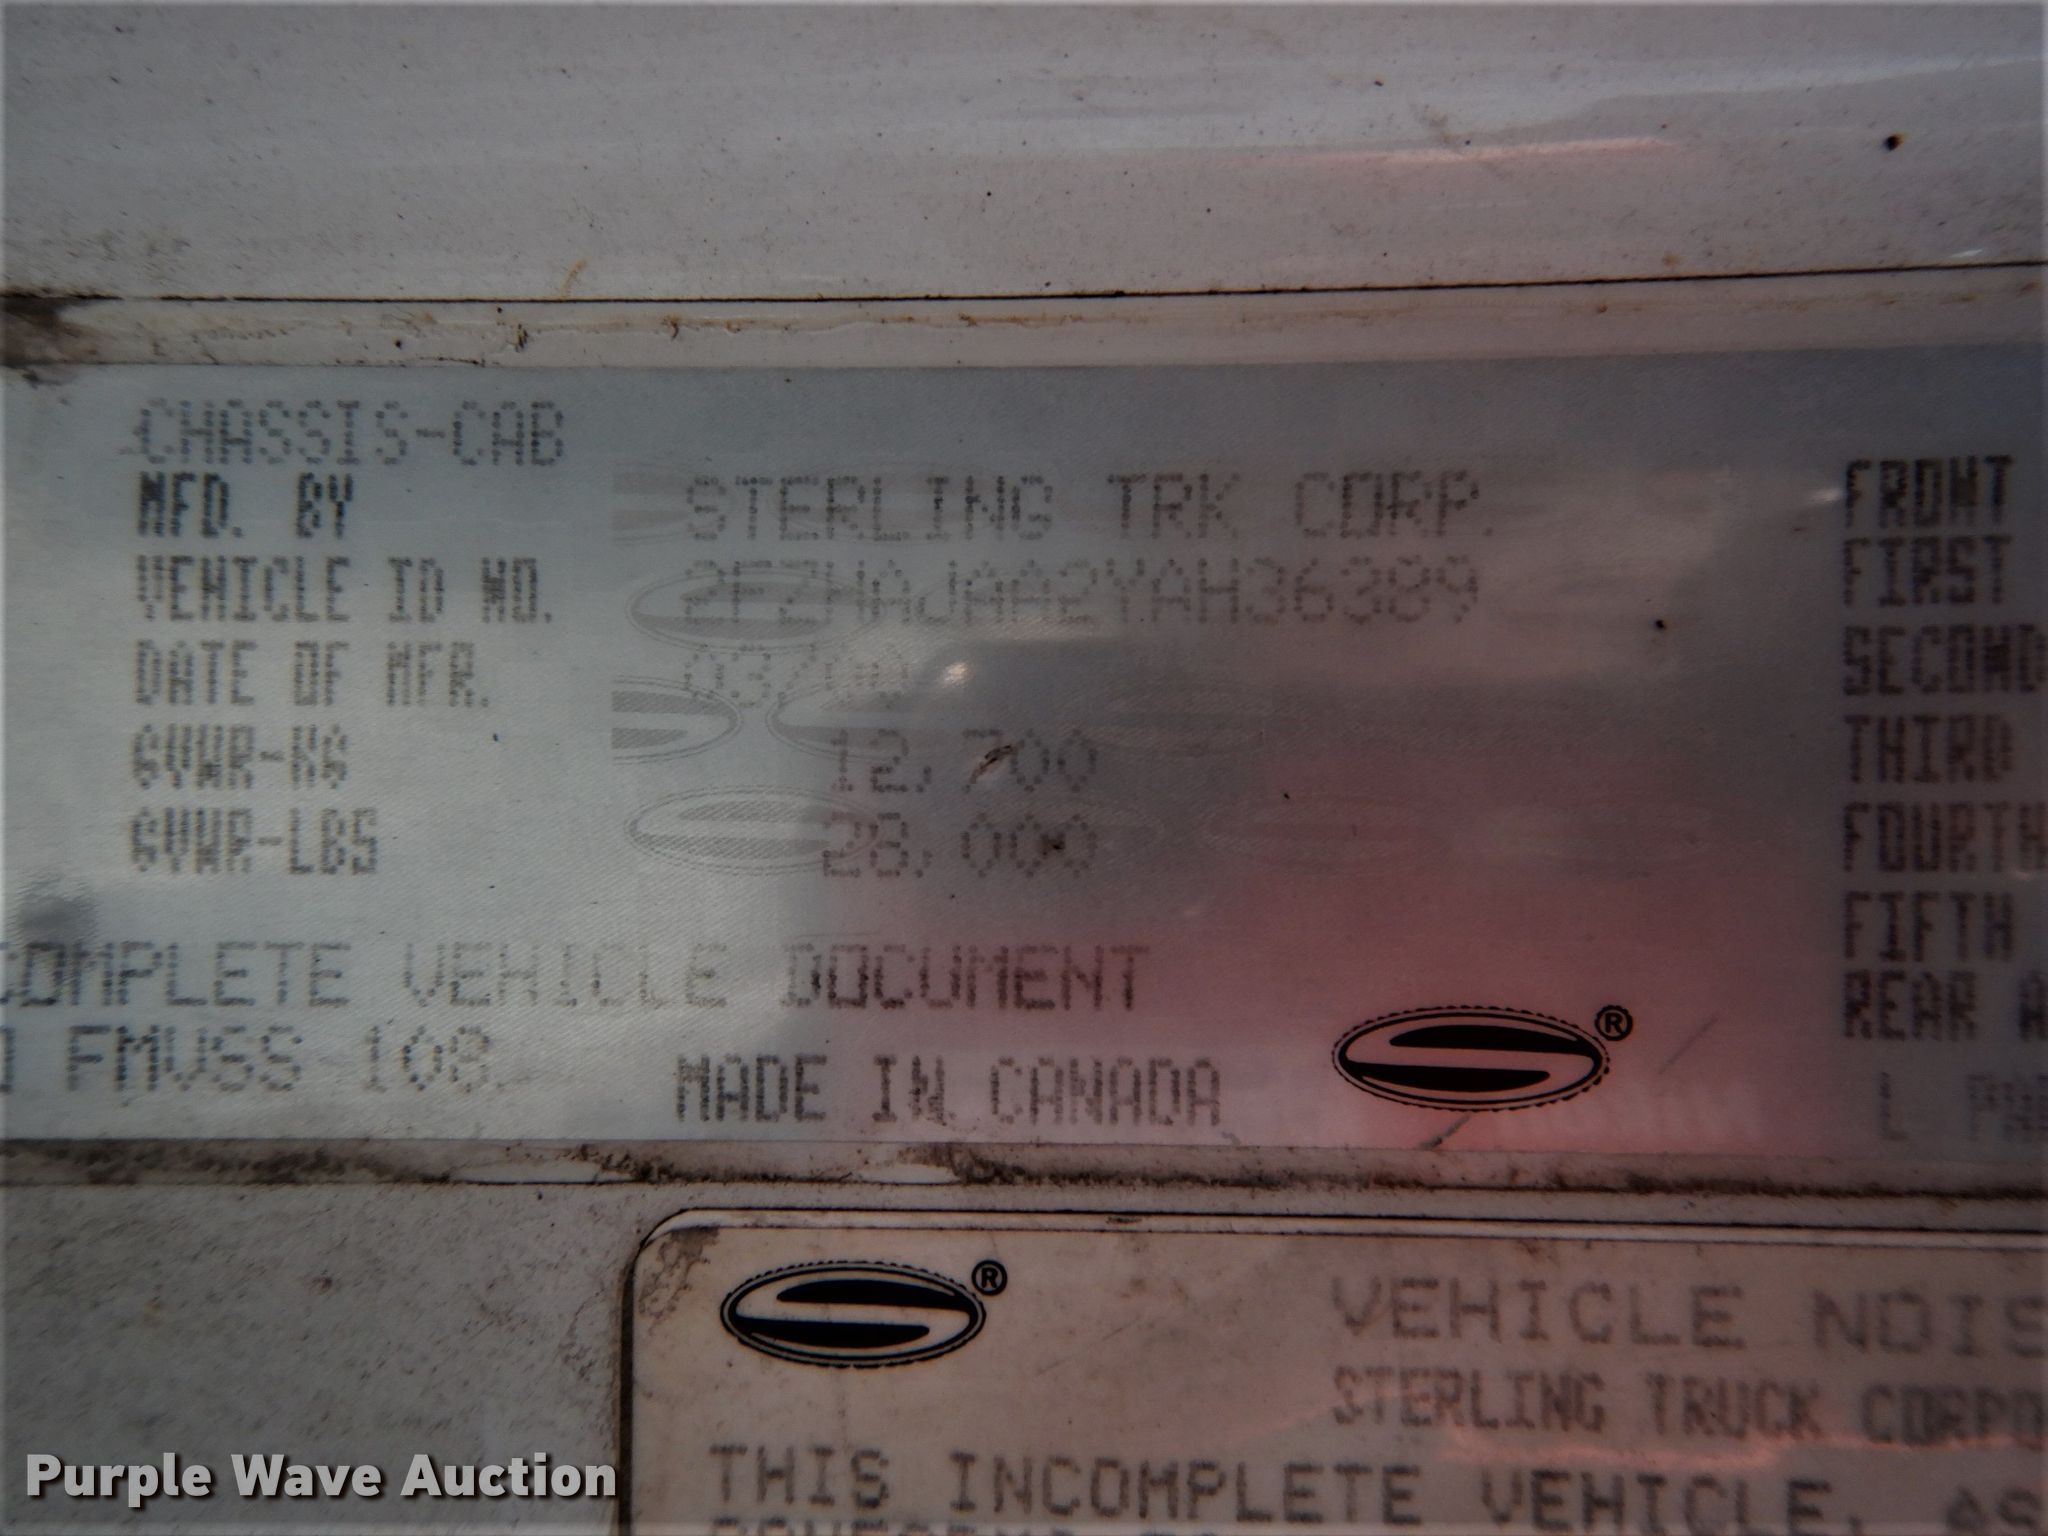 CHASSIS-CAB
MFD. BY STERLING TRK CORP.
VEHICLE ID NO. 2FZHAJAA2YAH36389
DATE OF MFR.
GVWR-KG 12,700
GVWR-LBS 28,000
COMPLETE VEHICLE DOCUMENT
FMVSS 108.
MADE IN CANADA
®
FRONT
FIRST
SECOND
THIRD
FOURTH
FIFTH
REAR A
®
VEHICLE NOIS
STERLING TRUCK CORPO
THIS INCOMPLETE VEHICLE, AS
Purple Wave Auction